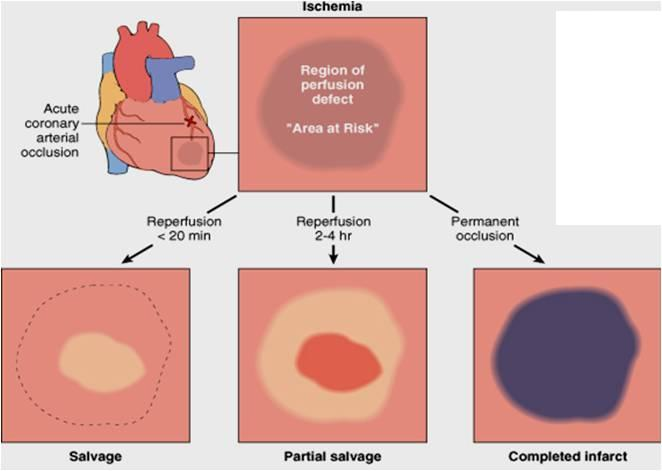 Ischemia
Region of
perfusion
defect
"Area at Risk"
Acute
coronary
arterial
occlusion
Reperfusion
< 20 min
Reperfusion
2-4 hr
Permanent
occlusion
Salvage
Partial salvage
Completed infarct